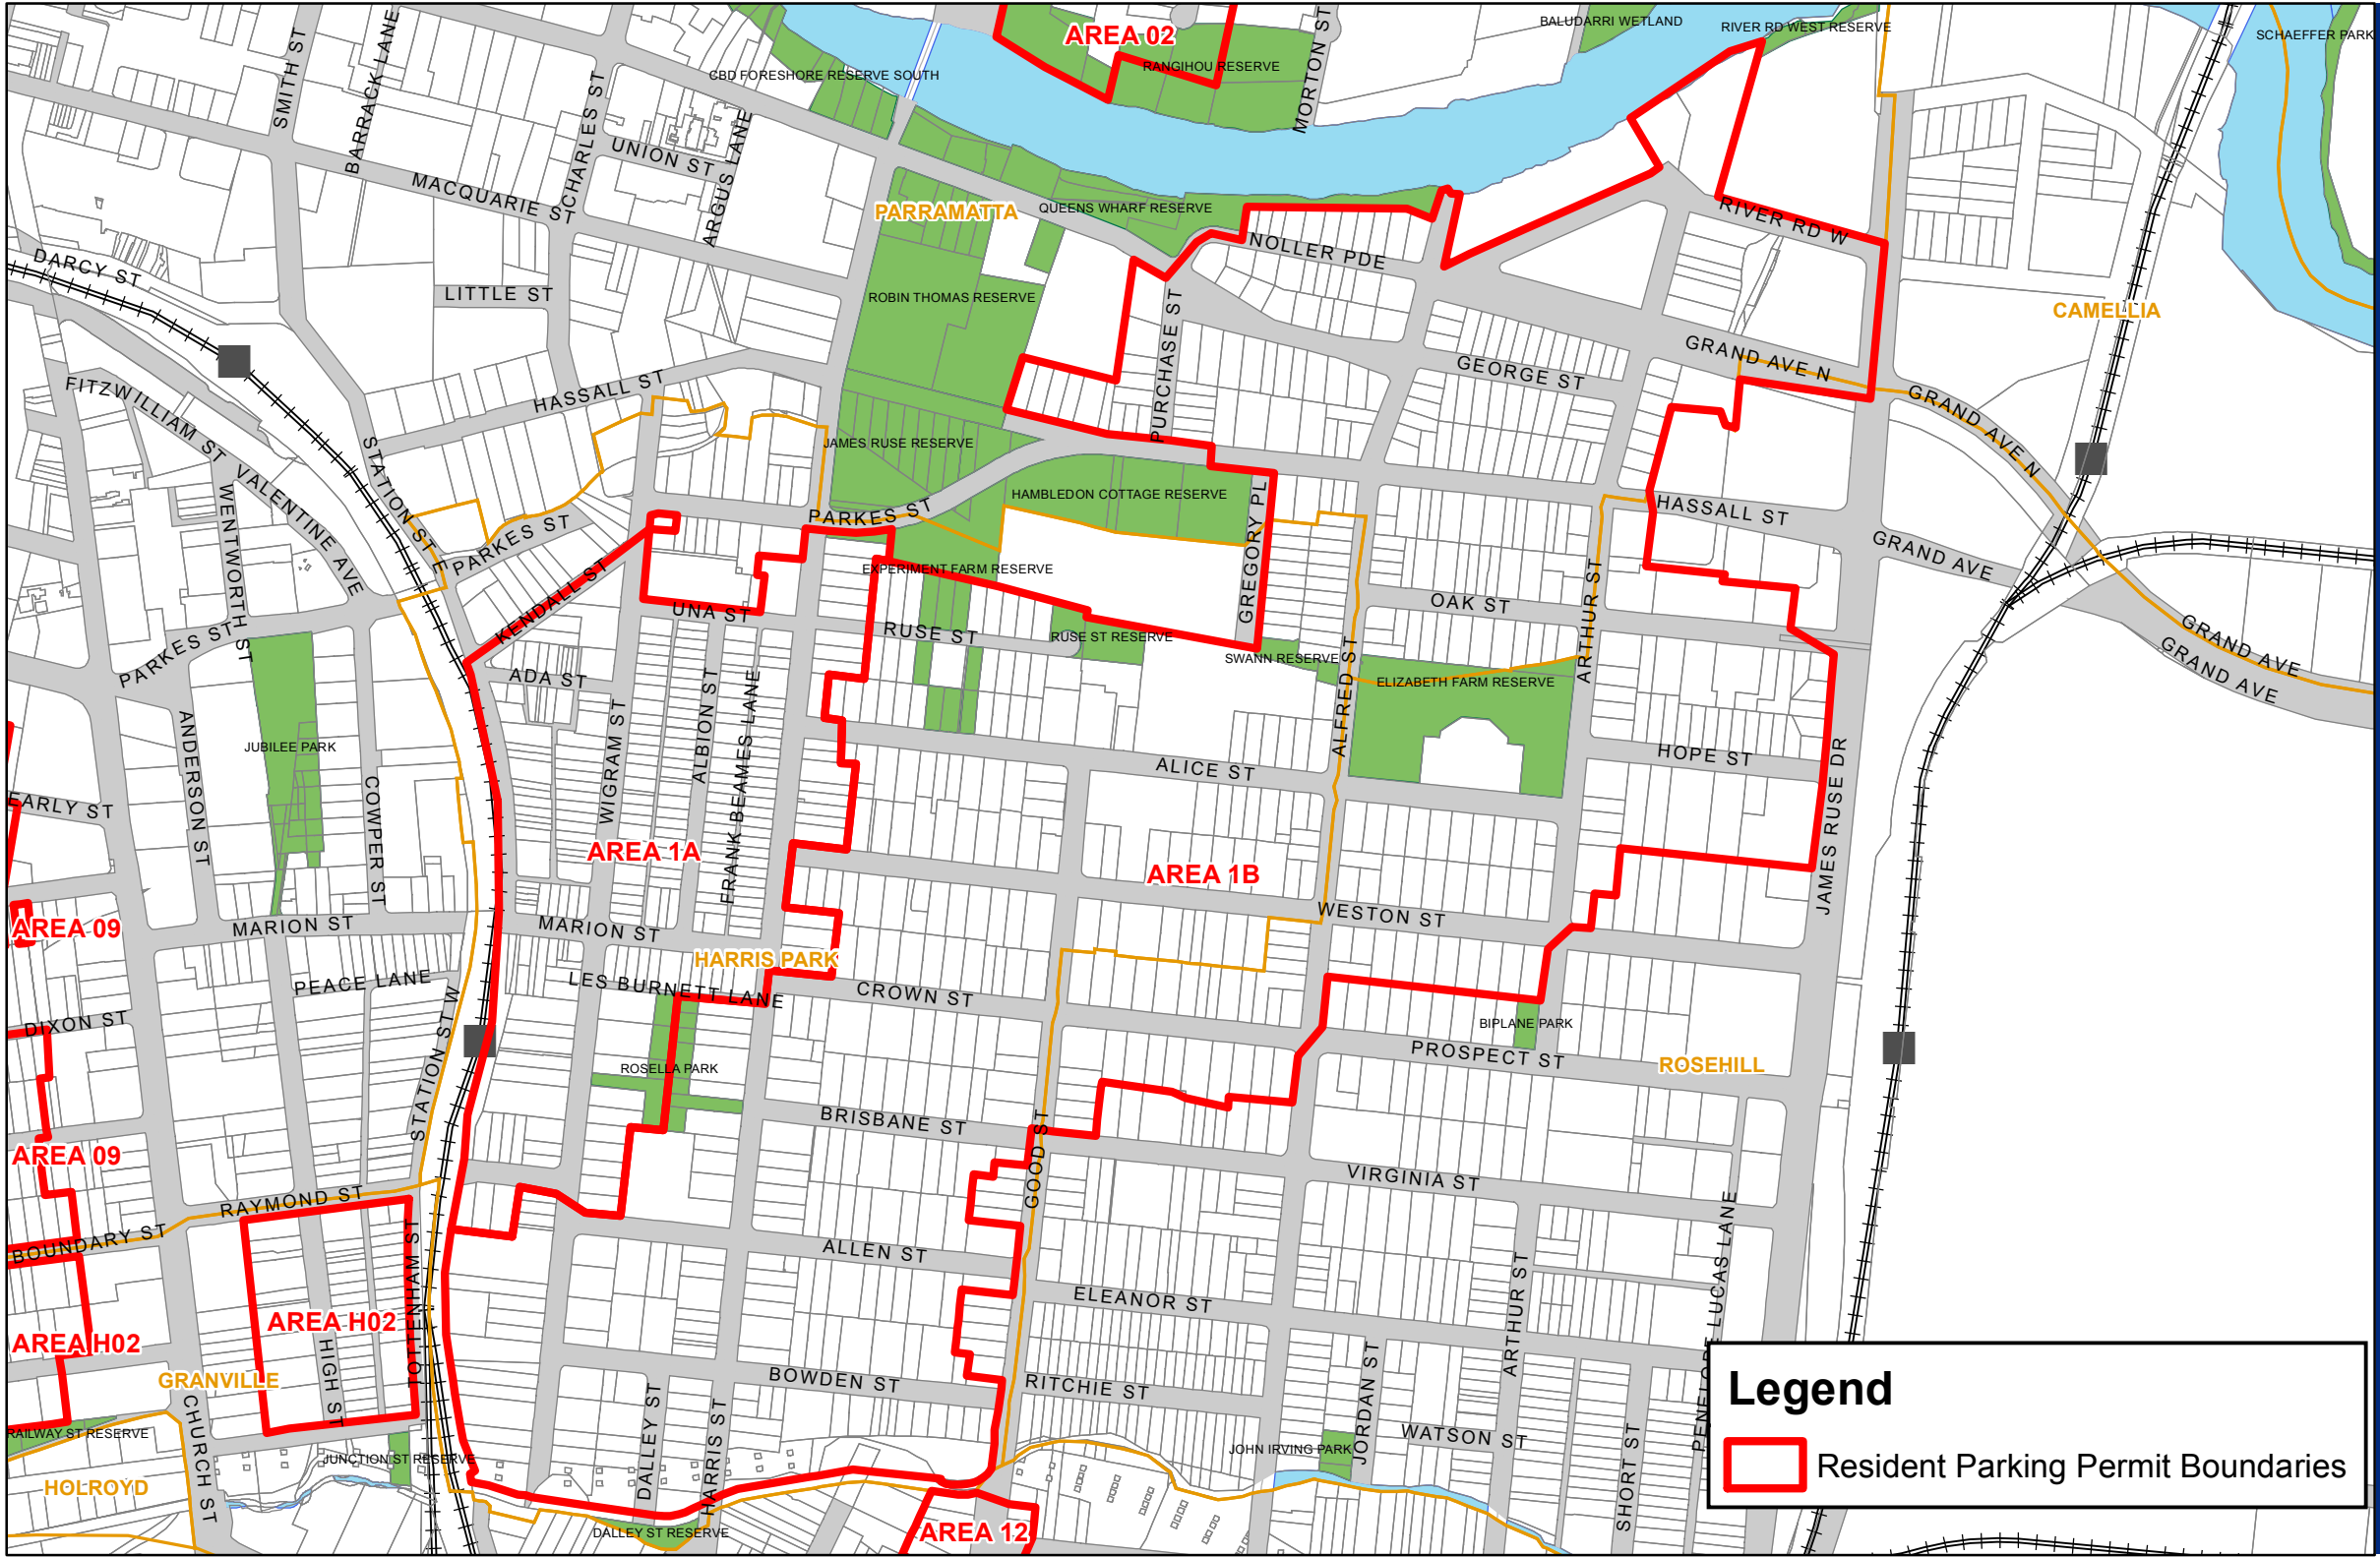 AREA 02
BALUDARRI WETLAND
RIVER RD WEST RESERVE
SCHAEFFER PARK
SMITH ST
BARRACK LANE
CHARLES ST
CBD FORESHORE RESERVE SOUTH
RANGIHOU RESERVE
MORTON ST
UNION ST
ARGUS LANE
MACQUARIE ST
PARRAMATTA
QUEENS WHARF RESERVE
RIVER RD W
NOLLER PDE
DARCY ST
LITTLE ST
ROBIN THOMAS RESERVE
PURCHASE ST
CAMELLIA
GRAND AVE N
GEORGE ST
HASSALL ST
FITZWILLIAM ST
GRAND AVE N
JAMES RUSE RESERVE
STATION ST E
VALENTINE AVE
WENTWORTH ST
HAMBLEDON COTTAGE RESERVE
HASSALL ST
PARKES ST
PARKES ST
GREGORY PL
GRAND AVE
EXPERIMENT FARM RESERVE
KENDALL ST
UNA ST
OAK ST
ARTHUR ST
RUSE ST
RUSE ST RESERVE
SWANN RESERVE
PARKES ST
GRAND AVE
GRAND AVE
ADA ST
ALFRED ST
ELIZABETH FARM RESERVE
JUBILEE PARK
ANDERSON ST
COWPER ST
WIGRAM ST
ALBION ST
FRANK BEAMES LANE
ALICE ST
HOPE ST
JAMES RUSE DR
EARLY ST
AREA 1A
AREA 1B
AREA 09
MARION ST
MARION ST
WESTON ST
HARRIS PARK
PEACE LANE
LES BURNETT LANE
CROWN ST
DIXON ST
STATION ST W
BIPLANE PARK
PROSPECT ST
ROSEHILL
ROSELLA PARK
BRISBANE ST
GOOD ST
AREA 09
VIRGINIA ST
RAYMOND ST
BOUNDARY ST
ALLEN ST
PENELOPE LUCAS LANE
TOTTENHAM ST
ELEANOR ST
ARTHUR ST
AREA H02
AREA H02
HIGH ST
GRANVILLE
BOWDEN ST
RITCHIE ST
JORDAN ST
DALLEY ST
HARRIS ST
CHURCH ST
RAILWAY ST RESERVE
JUNCTION ST RESERVE
JOHN IRVING PARK
WATSON ST
SHORT ST
HOLROYD
DALLEY ST RESERVE
AREA 12
Legend
Resident Parking Permit Boundaries